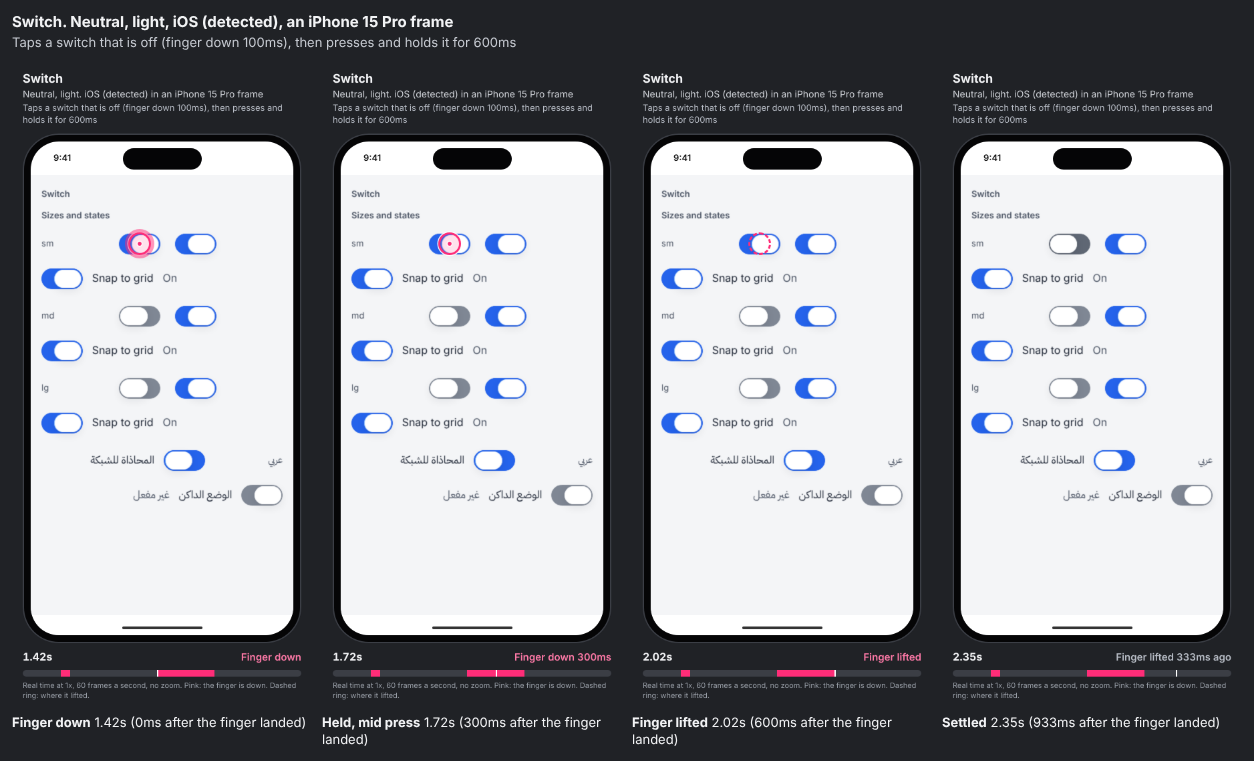 Switch. Neutral, light, iOS (detected), an iPhone 15 Pro frame
Taps a switch that is off (finger down 100ms), then presses and holds it for 600ms
Switch
Neutral, light. iOS (detected) in an iPhone 15 Pro frame
Taps a switch that is off (finger down 100ms), then presses and
holds it for 600ms
9:41
Switch
Sizes and states
sm
Snap to grid On
md
Snap to grid On
lg
Snap to grid On
عربي المحاذاة للشبكة
الوضع الداكن غير مفعل
1.42s Finger down
Real time at 1x, 60 frames a second, no zoom. Pink: the finger is down. Dashed
ring: where it lifted.
Finger down 1.42s (0ms after the finger landed)
Switch
Neutral, light. iOS (detected) in an iPhone 15 Pro frame
Taps a switch that is off (finger down 100ms), then presses and
holds it for 600ms
9:41
Switch
Sizes and states
sm
Snap to grid On
md
Snap to grid On
lg
Snap to grid On
عربي المحاذاة للشبكة
الوضع الداكن غير مفعل
1.72s Finger down 300ms
Real time at 1x, 60 frames a second, no zoom. Pink: the finger is down. Dashed
ring: where it lifted.
Held, mid press 1.72s (300ms after the finger
landed)
Switch
Neutral, light. iOS (detected) in an iPhone 15 Pro frame
Taps a switch that is off (finger down 100ms), then presses and
holds it for 600ms
9:41
Switch
Sizes and states
sm
Snap to grid On
md
Snap to grid On
lg
Snap to grid On
عربي المحاذاة للشبكة
الوضع الداكن غير مفعل
2.02s Finger lifted
Real time at 1x, 60 frames a second, no zoom. Pink: the finger is down. Dashed
ring: where it lifted.
Finger lifted 2.02s (600ms after the finger
landed)
Switch
Neutral, light. iOS (detected) in an iPhone 15 Pro frame
Taps a switch that is off (finger down 100ms), then presses and
holds it for 600ms
9:41
Switch
Sizes and states
sm
Snap to grid On
md
Snap to grid On
lg
Snap to grid On
عربي المحاذاة للشبكة
الوضع الداكن غير مفعل
2.35s Finger lifted 333ms ago
Real time at 1x, 60 frames a second, no zoom. Pink: the finger is down. Dashed
ring: where it lifted.
Settled 2.35s (933ms after the finger landed)